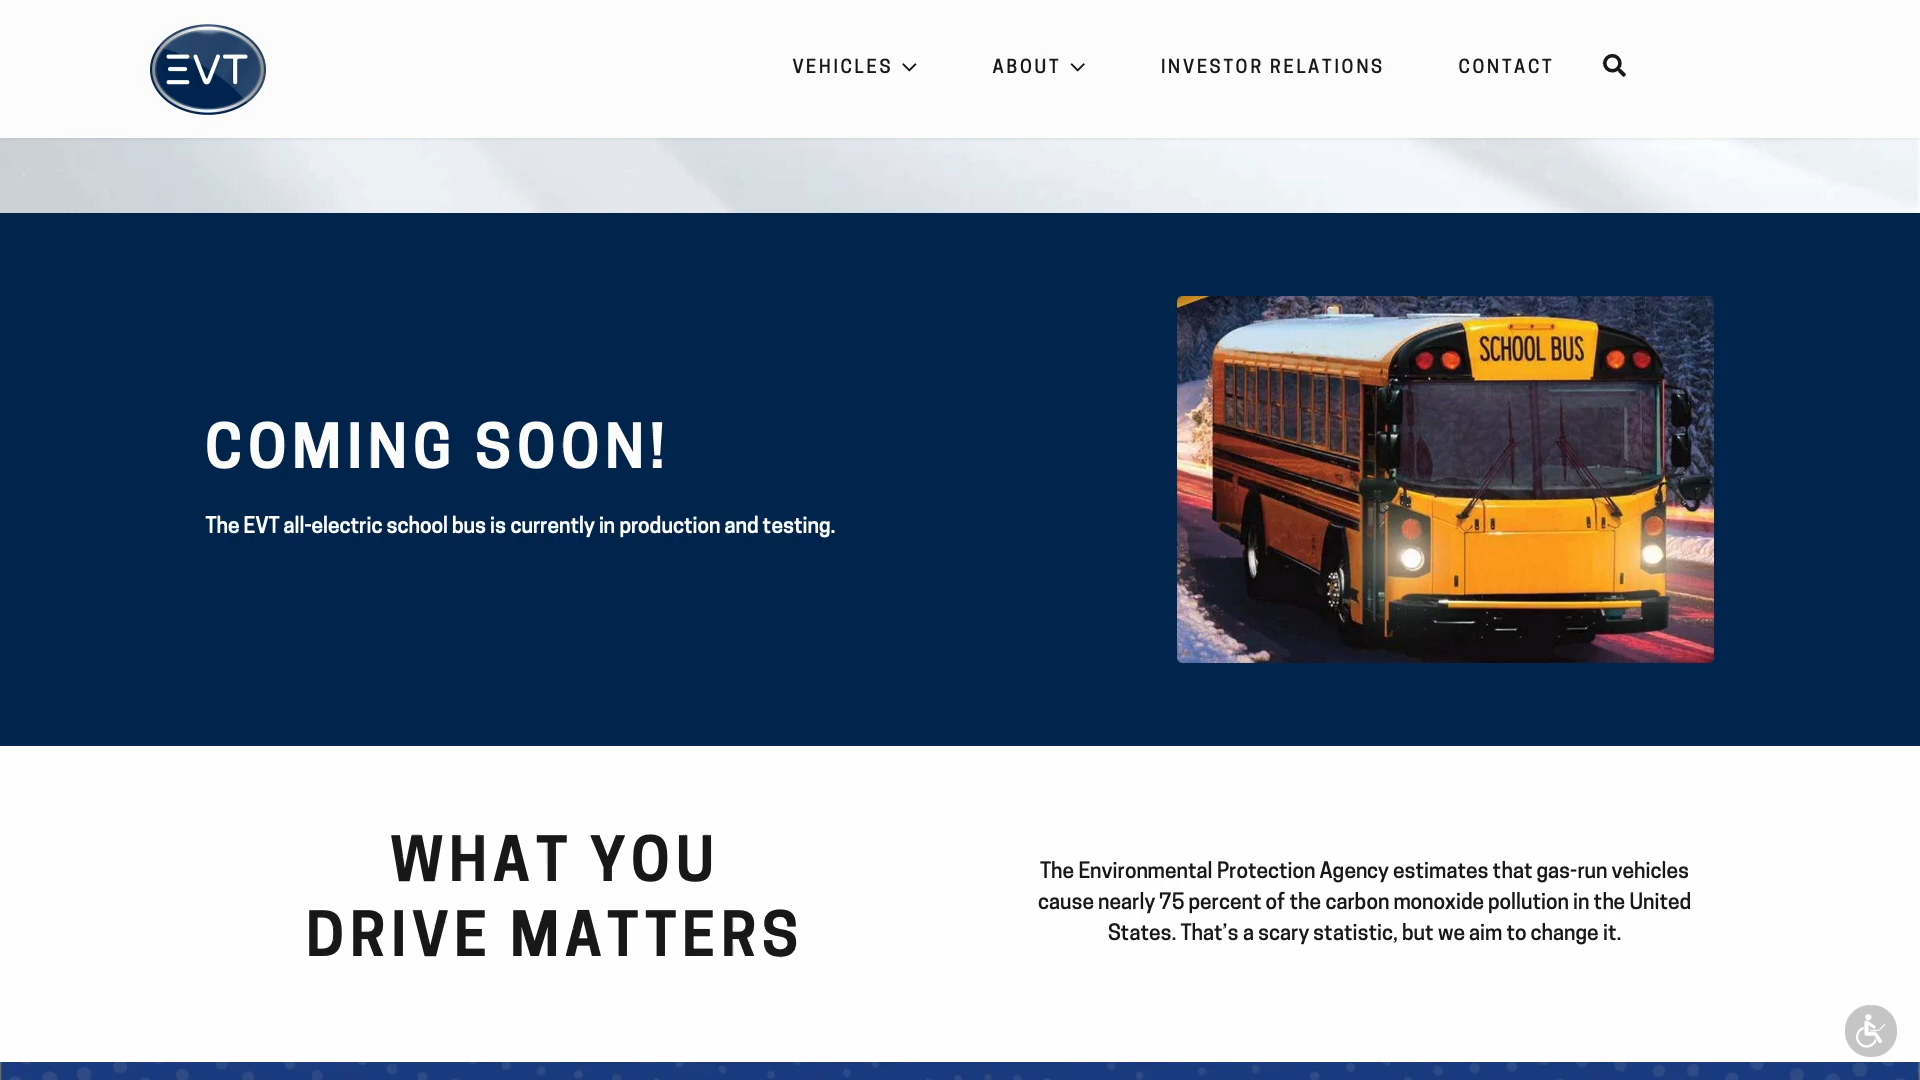 EVT
VEHICLES
ABOUT
INVESTOR RELATIONS
CONTACT
COMING SOON!
The EVT all-electric school bus is currently in production and testing.
SCHOOL BUS
WHAT YOU
DRIVE MATTERS
The Environmental Protection Agency estimates that gas-run vehicles
cause nearly 75 percent of the carbon monoxide pollution in the United
States. That’s a scary statistic, but we aim to change it.